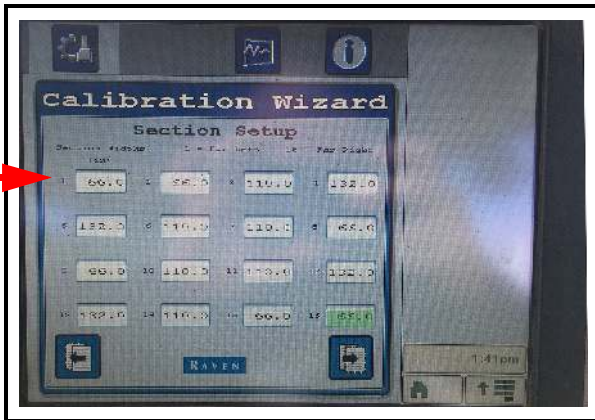 Calibration Wizard
Section Setup
1 66.0 2 66.0 3 110.0 4 132.0
5 132.0 6 110.0 7 110.0 8 66.0
9 66.0 10 110.0 11 110.0 12 132.0
13 132.0 14 110.0 15 66.0 16 66.0
RAVEN
1:41pm